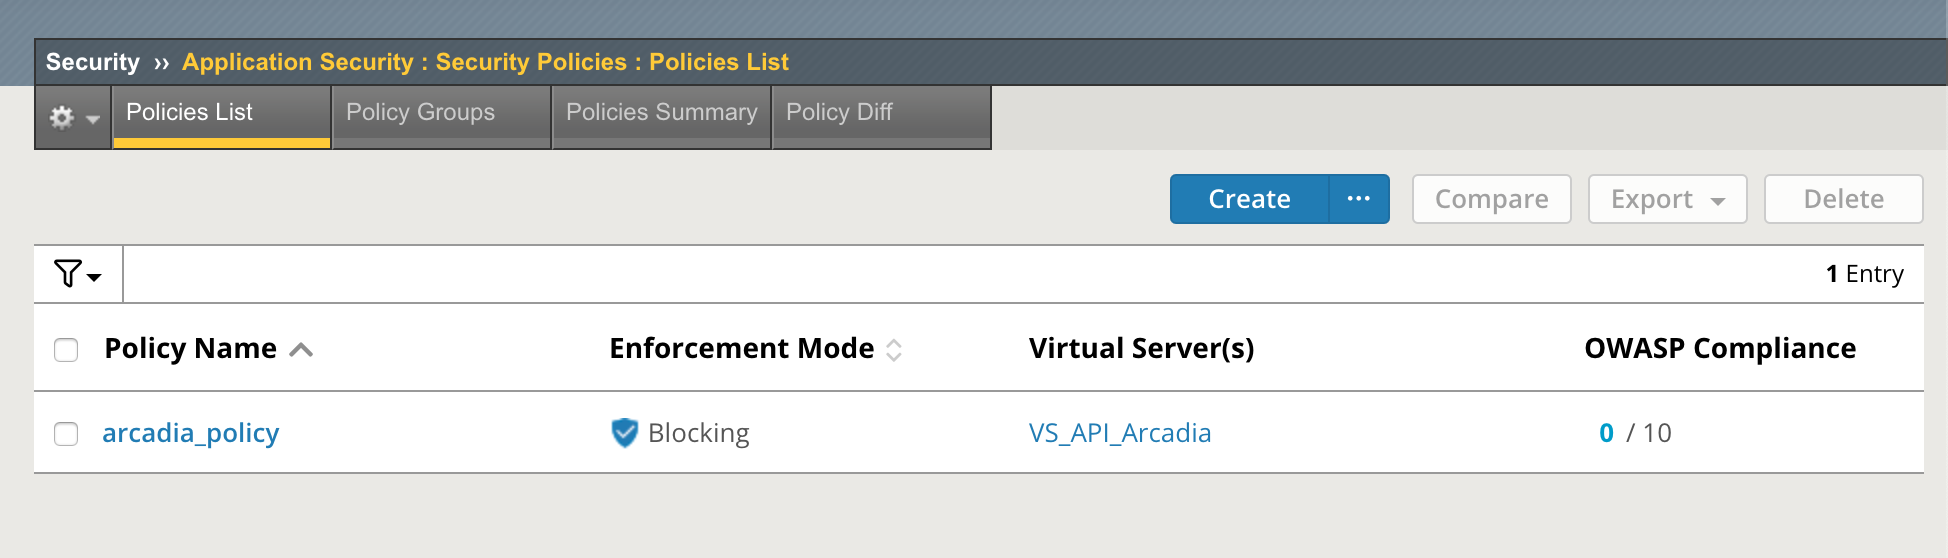 Security ›› Application Security : Security Policies : Policies List
Policies List Policy Groups Policies Summary Policy Diff
Create ··· Compare Export Delete
1 Entry
Policy Name Enforcement Mode Virtual Server(s) OWASP Compliance
arcadia_policy Blocking VS_API_Arcadia 0 / 10